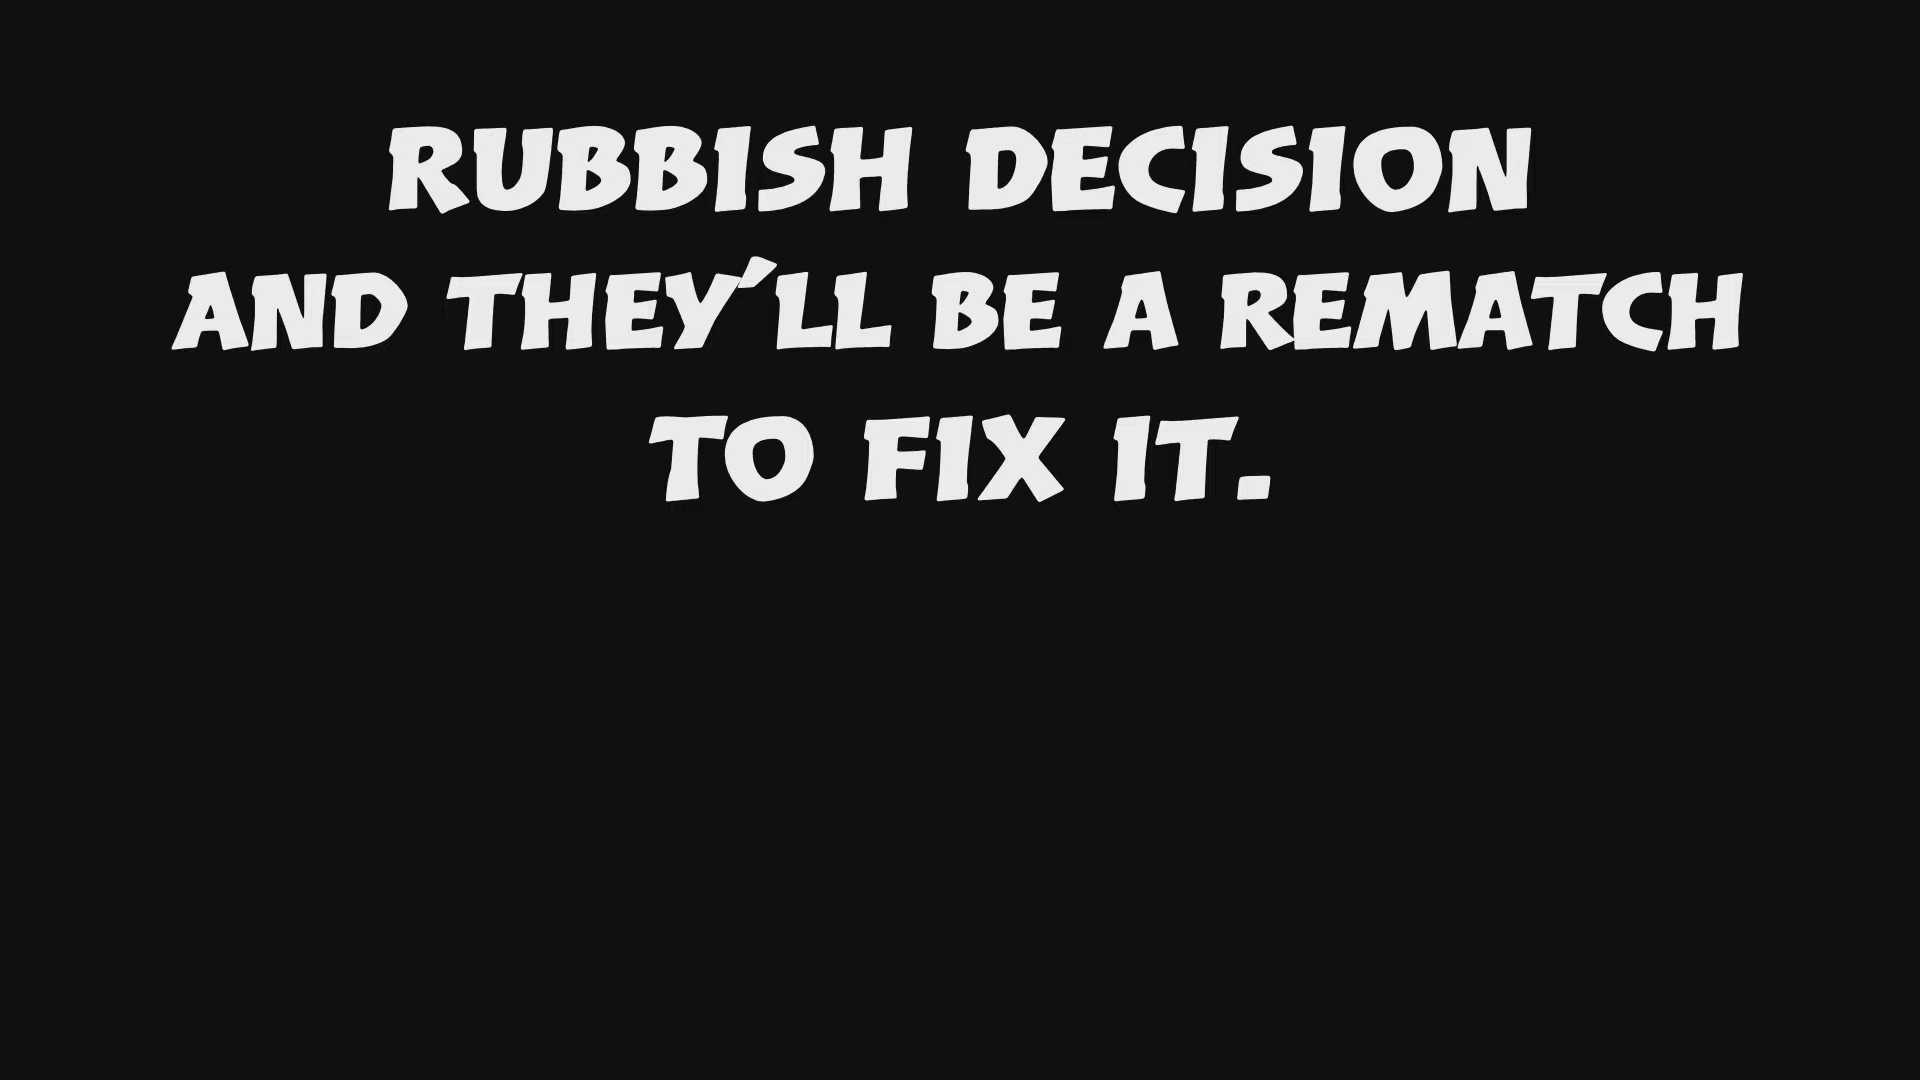 RUBBISH DECISION
AND THEY'LL BE A REMATCH
TO FIX IT.